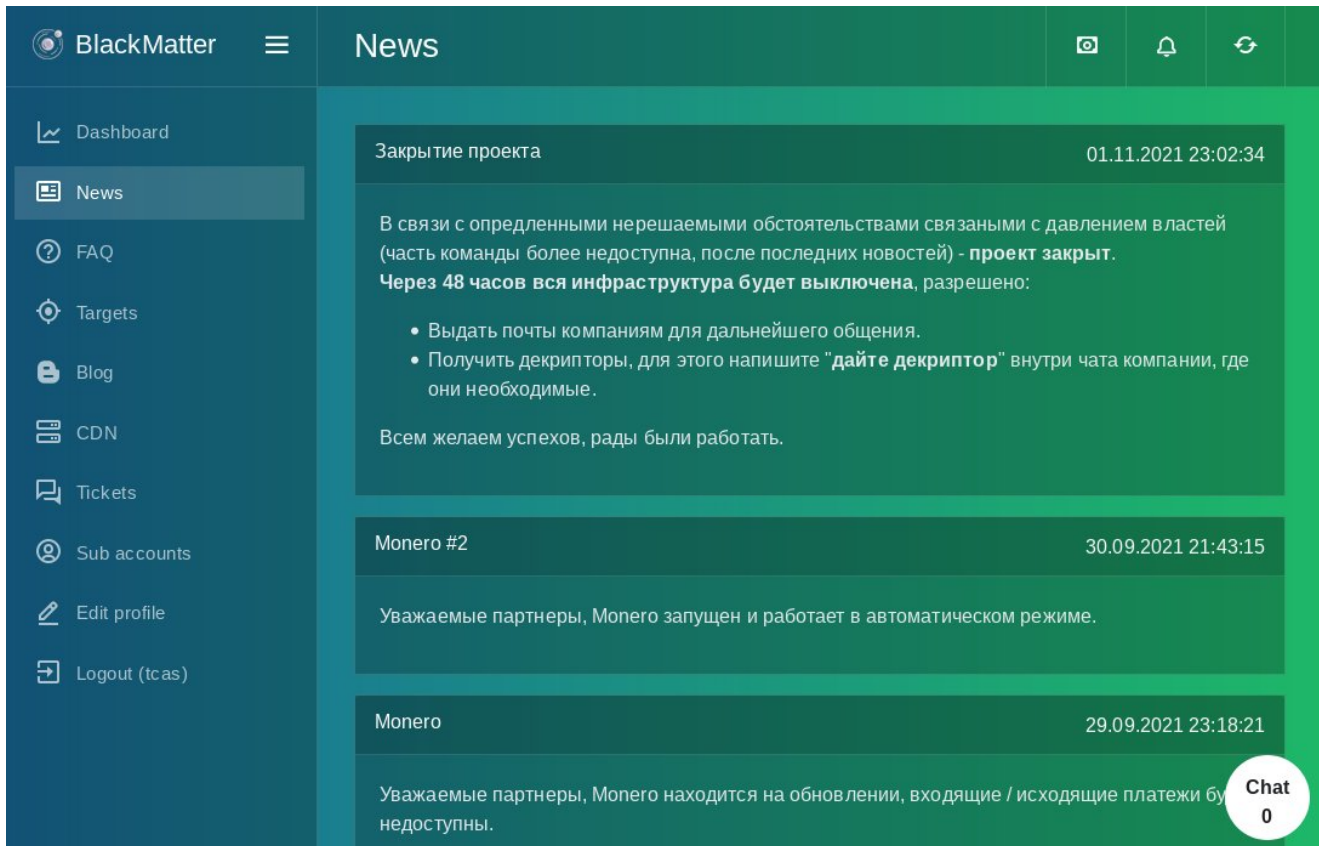 BlackMatter
News
Dashboard
News
FAQ
Targets
Blog
CDN
Tickets
Sub accounts
Edit profile
Logout (tcas)
Закрытие проекта 01.11.2021 23:02:34
В связи с опредленными нерешаемыми обстоятельствами связаными с давлением властей
(часть команды более недоступна, после последних новостей) - проект закрыт.
Через 48 часов вся инфраструктура будет выключена, разрешено:
• Выдать почты компаниям для дальнейшего общения.
• Получить декрипторы, для этого напишите "дайте декриптор" внутри чата компании, где
они необходимые.
Всем желаем успехов, рады были работать.
Monero #2 30.09.2021 21:43:15
Уважаемые партнеры, Monero запущен и работает в автоматическом режиме.
Monero 29.09.2021 23:18:21
Уважаемые партнеры, Monero находится на обновлении, входящие / исходящие платежи
недоступны.
Chat
0